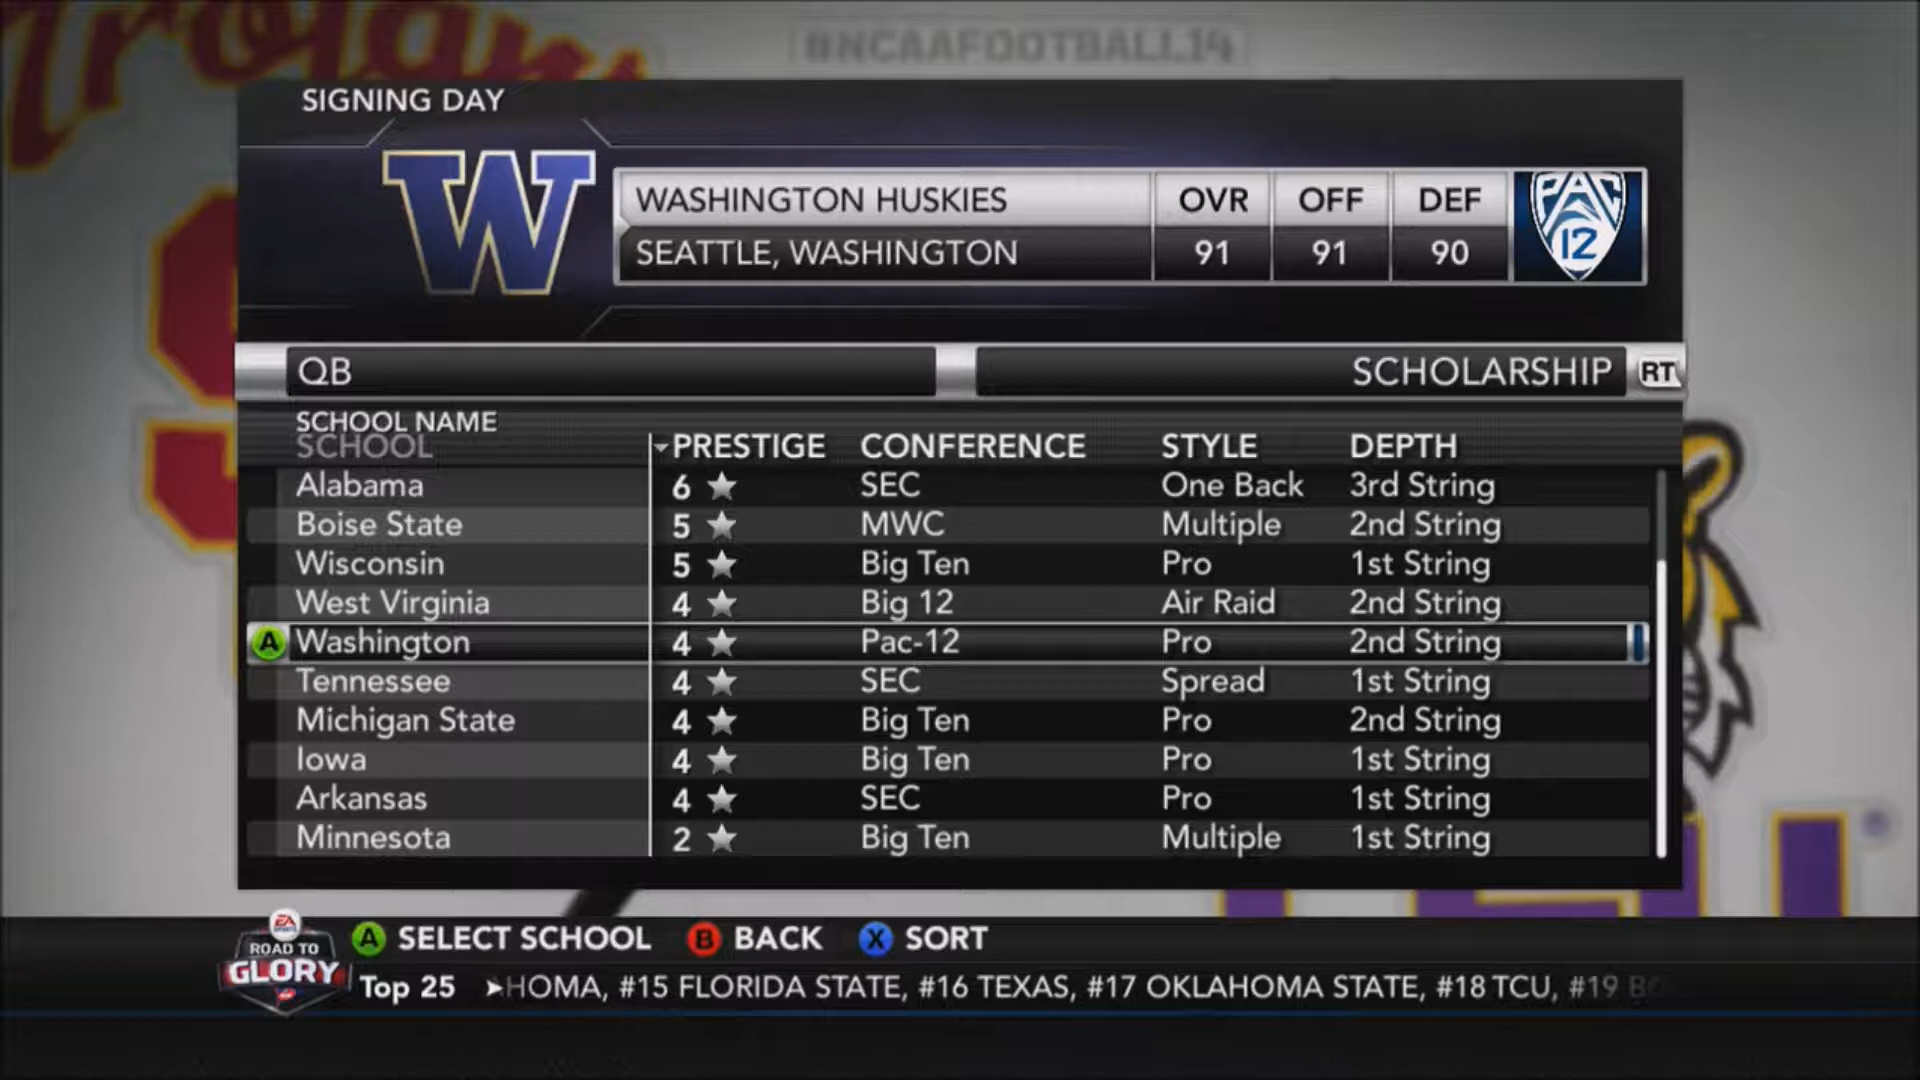 Trojans
#NCAAFOOTBALL14
SIGNING DAY
W
WASHINGTON HUSKIES OVR OFF DEF PAC 12
SEATTLE, WASHINGTON 91 91 90
QB SCHOLARSHIP RT
SCHOOL NAME
SCHOOL PRESTIGE CONFERENCE STYLE DEPTH
Alabama 6 SEC One Back 3rd String
Boise State 5 MWC Multiple 2nd String
Wisconsin 5 Big Ten Pro 1st String
West Virginia 4 Big 12 Air Raid 2nd String
A Washington 4 Pac-12 Pro 2nd String
Tennessee 4 SEC Spread 1st String
Michigan State 4 Big Ten Pro 2nd String
Iowa 4 Big Ten Pro 1st String
Arkansas 4 SEC Pro 1st String
Minnesota 2 Big Ten Multiple 1st String
EA SPORTS
ROAD TO
GLORY
A SELECT SCHOOL B BACK X SORT
Top 25 HOMA, #15 FLORIDA STATE, #16 TEXAS, #17 OKLAHOMA STATE, #18 TCU, #19